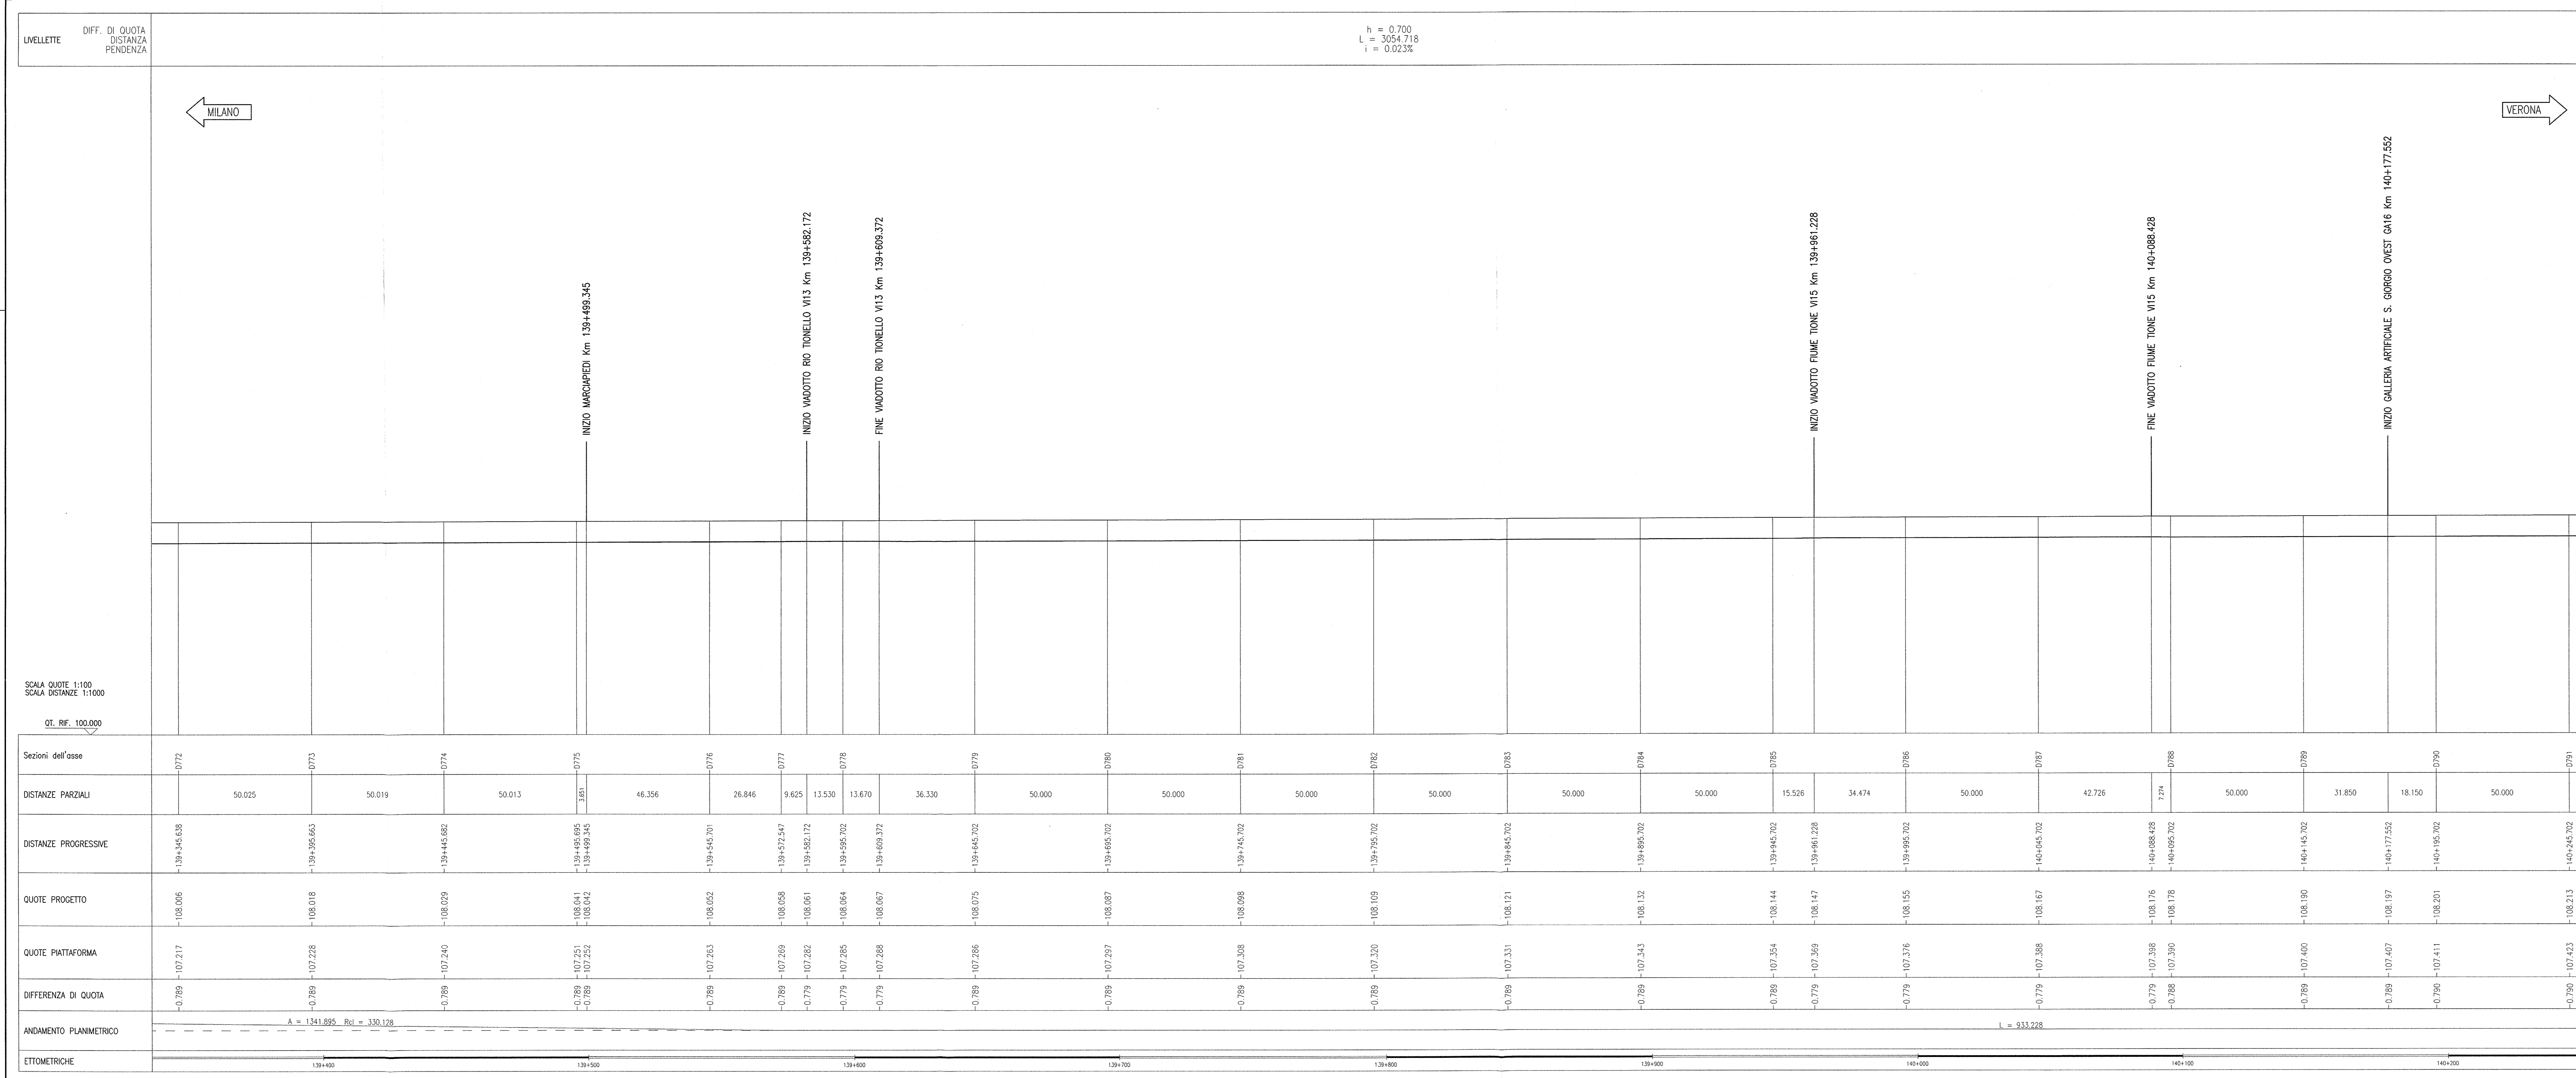 LIVELLETTE
DIFF. DI QUOTA
DISTANZA
PENDENZA
h = 0.700
L = 3054.718
i = 0.023%
MILANO
VERONA
INIZIO MARCIAPIEDI Km 139+499.345
INIZIO VIADOTTO RIO TIONELLO VI13 Km 139+582.172
FINE VIADOTTO RIO TIONELLO VI13 Km 139+609.372
INIZIO VIADOTTO FIUME TIONE VI15 Km 139+961.228
FINE VIADOTTO FIUME TIONE VI15 Km 140+088.428
INIZIO GALLERIA ARTIFICIALE S. GIORGIO OVEST GA16 Km 140+177.552
SCALA QUOTE 1:100
SCALA DISTANZE 1:1000
QT. RIF. 100.000
Sezioni dell'asse D772 D773 D774 D775 D776 D777 D778 D779 D780 D781 D782 D783 D784 D785 D786 D787 D788 D789 D790 D791
DISTANZE PARZIALI 50.025 50.019 50.013 3.651 46.356 26.846 9.625 13.530 13.670 36.330 50.000 50.000 50.000 50.000 50.000 50.000 15.526 34.474 50.000 42.726 7.274 50.000 31.850 18.150 50.000
DISTANZE PROGRESSIVE 139+345.638 139+395.663 139+445.682 139+495.695 139+499.345 139+545.701 139+572.547 139+582.172 139+595.702 139+609.372 139+645.702 139+695.702 139+745.702 139+795.702 139+845.702 139+895.702 139+945.702 139+961.228 139+995.702 140+045.702 140+088.428 140+095.702 140+145.702 140+177.552 140+195.702 140+245.702
QUOTE PROGETTO 108.006 108.018 108.029 108.041 108.042 108.052 108.058 108.061 108.064 108.067 108.075 108.087 108.098 108.109 108.121 108.132 108.144 108.147 108.155 108.167 108.176 108.178 108.190 108.197 108.201 108.213
QUOTE PIATTAFORMA 107.217 107.228 107.240 107.251 107.252 107.263 107.269 107.282 107.285 107.288 107.286 107.297 107.308 107.320 107.331 107.343 107.354 107.369 107.376 107.388 107.398 107.390 107.400 107.407 107.411 107.423
DIFFERENZA DI QUOTA 0.789 0.789 0.789 0.789 0.789 0.789 0.789 0.779 0.779 0.779 0.789 0.789 0.789 0.789 0.789 0.789 0.789 0.779 0.779 0.779 0.779 0.788 0.789 0.789 0.790 0.790
ANDAMENTO PLANIMETRICO A = 1341.895 Rcl = 330.128 L = 933.228
ETTOMETRICHE 139+400 139+500 139+600 139+700 139+800 139+900 140+000 140+100 140+200